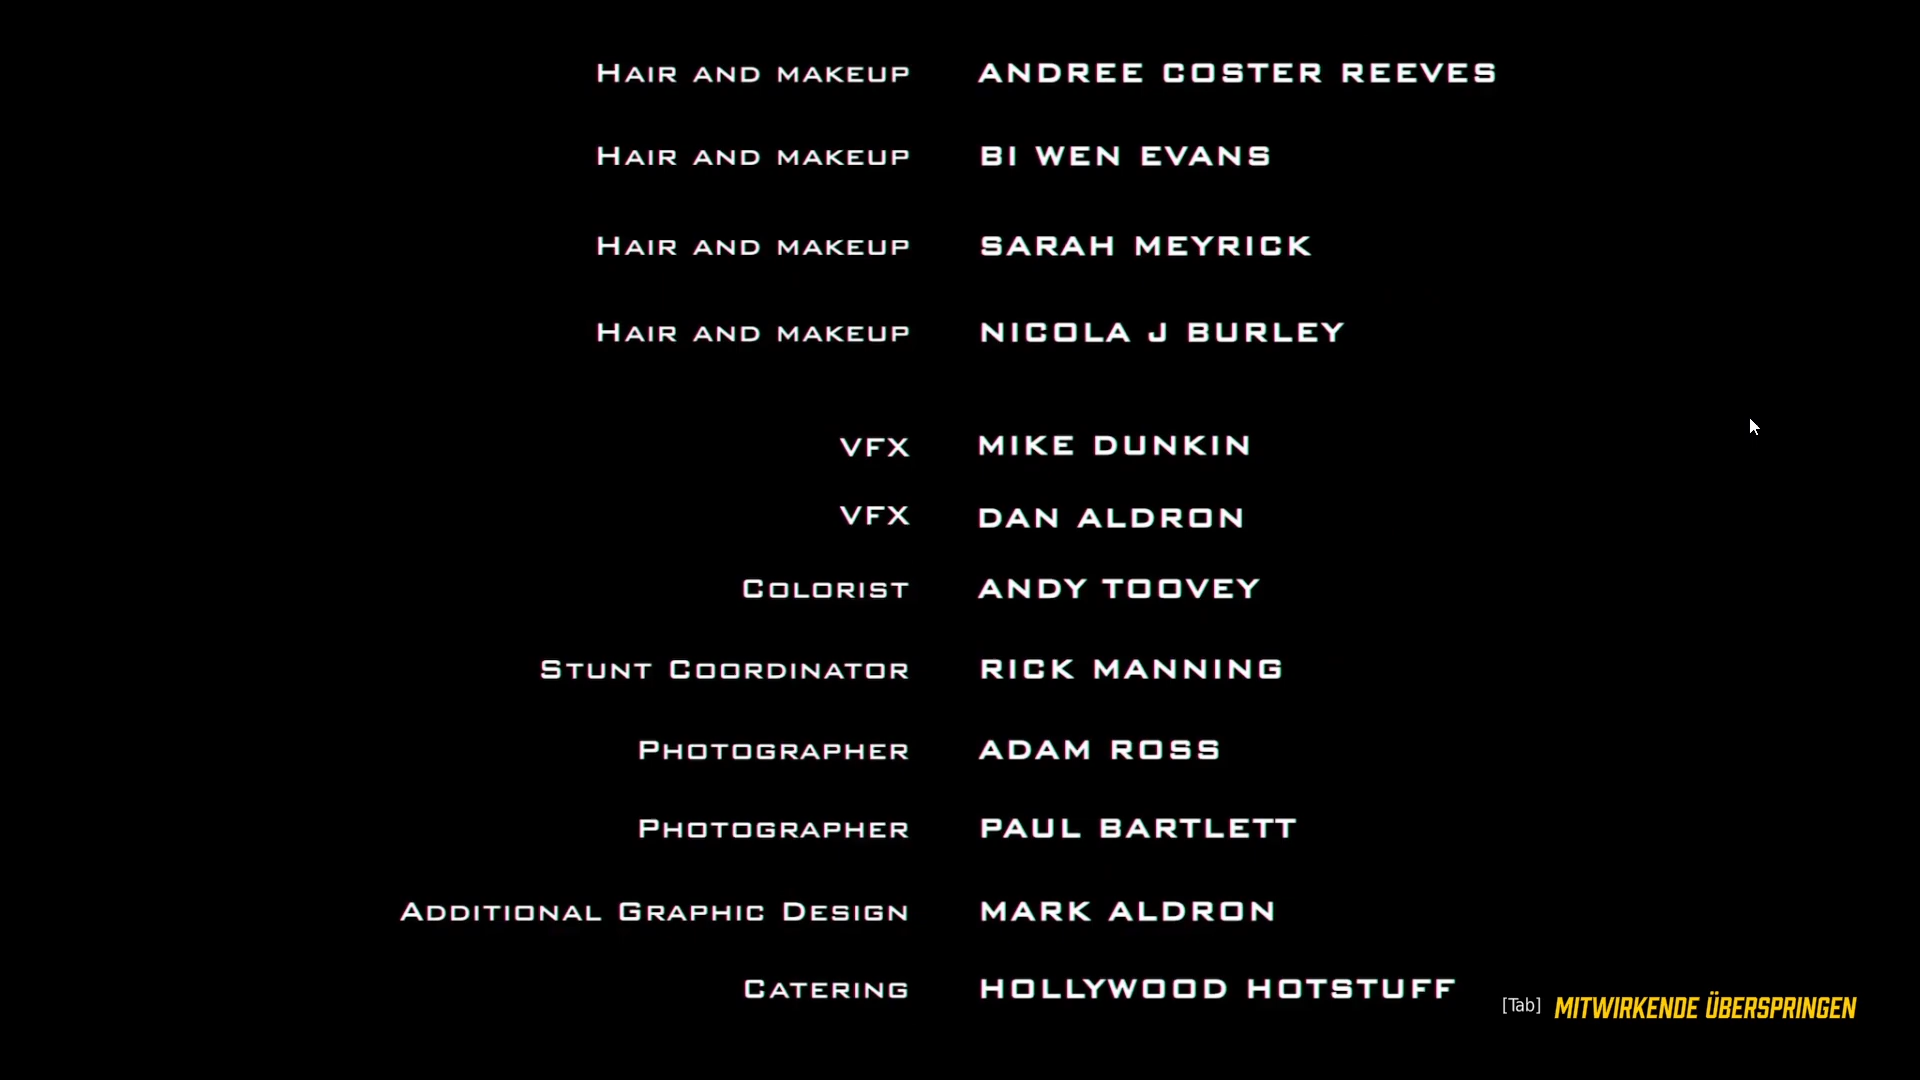 Hair and makeup ANDREE COSTER REEVES
Hair and makeup BI WEN EVANS
Hair and makeup SARAH MEYRICK
Hair and makeup NICOLA J BURLEY
VFX MIKE DUNKIN
VFX DAN ALDRON
Colorist ANDY TOOVEY
Stunt Coordinator RICK MANNING
Photographer ADAM ROSS
Photographer PAUL BARTLETT
Additional Graphic Design MARK ALDRON
Catering HOLLYWOOD HOTSTUFF
[Tab] MITWIRKENDE ÜBERSPRINGEN